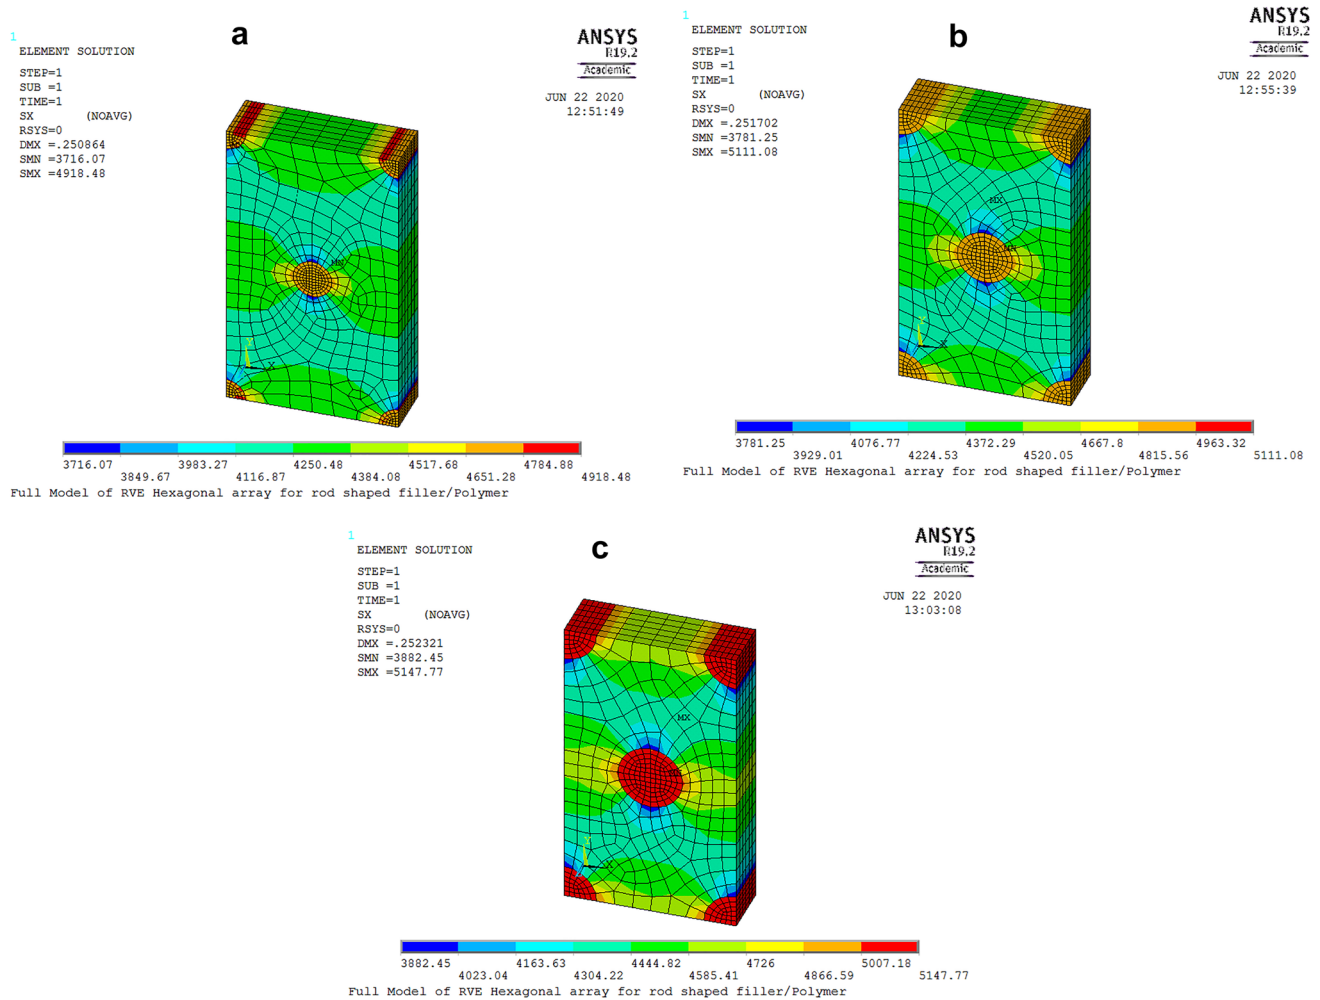 1
a
ELEMENT SOLUTION
ANSYS
R19.2
Academic
STEP=1
SUB =1
TIME=1
SX (NOAVG)
RSYS=0
DMX =.250864
SMN =3716.07
SMX =4918.48
JUN 22 2020
12:51:49
MN
Y
X
3716.07 3983.27 4250.48 4517.68 4784.88
3849.67 4116.87 4384.08 4651.28 4918.48
Full Model of RVE Hexagonal array for rod shaped filler/Polymer
1
b
ELEMENT SOLUTION
ANSYS
R19.2
Academic
STEP=1
SUB =1
TIME=1
SX (NOAVG)
RSYS=0
DMX =.251702
SMN =3781.25
SMX =5111.08
JUN 22 2020
12:55:39
MX
MN
Y
X
3781.25 4076.77 4372.29 4667.8 4963.32
3929.01 4224.53 4520.05 4815.56 5111.08
Full Model of RVE Hexagonal array for rod shaped filler/Polymer
1
c
ELEMENT SOLUTION
ANSYS
R19.2
Academic
STEP=1
SUB =1
TIME=1
SX (NOAVG)
RSYS=0
DMX =.252321
SMN =3882.45
SMX =5147.77
JUN 22 2020
13:03:08
MX
Y
X
3882.45 4163.63 4444.82 4726 5007.18
4023.04 4304.22 4585.41 4866.59 5147.77
Full Model of RVE Hexagonal array for rod shaped filler/Polymer